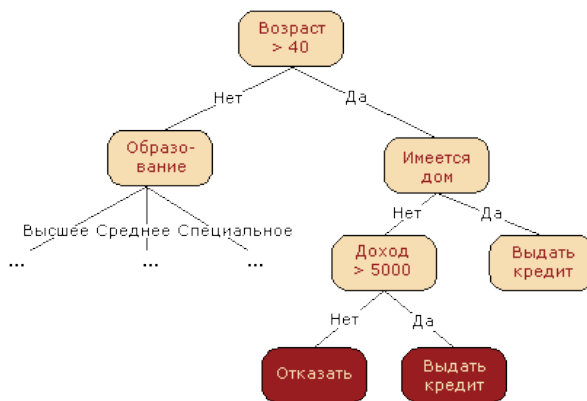 Возраст
> 40
Нет
Да
Образо-
вание
Имеется
дом
Высшее
Среднее
Специальное
Нет
Да
...
...
...
Доход
> 5000
Выдать
кредит
Нет
Да
Отказать
Выдать
кредит